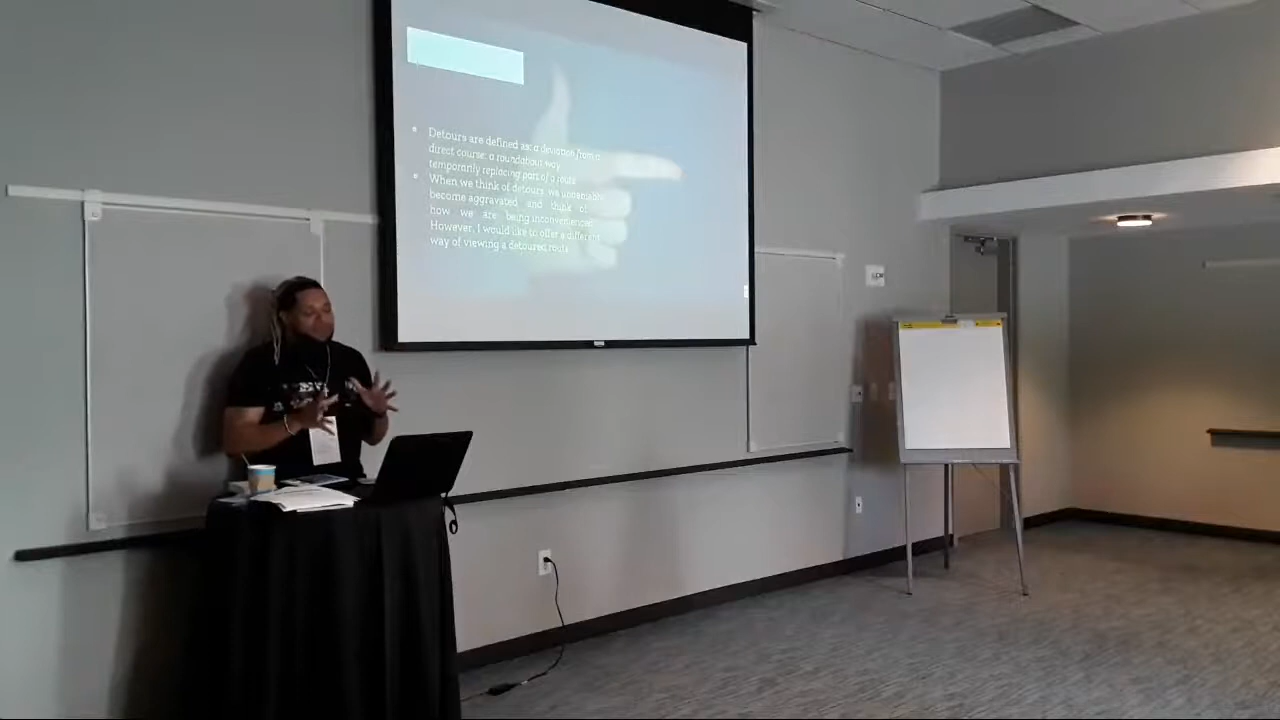 Detours are defined as: a deviation from a
direct course: a roundabout way
temporarily replacing part of a route
When we think of detours, we
become aggravated and think of
how we are being inconvenienced.
However, I would like to offer a different
way of viewing a detoured route.